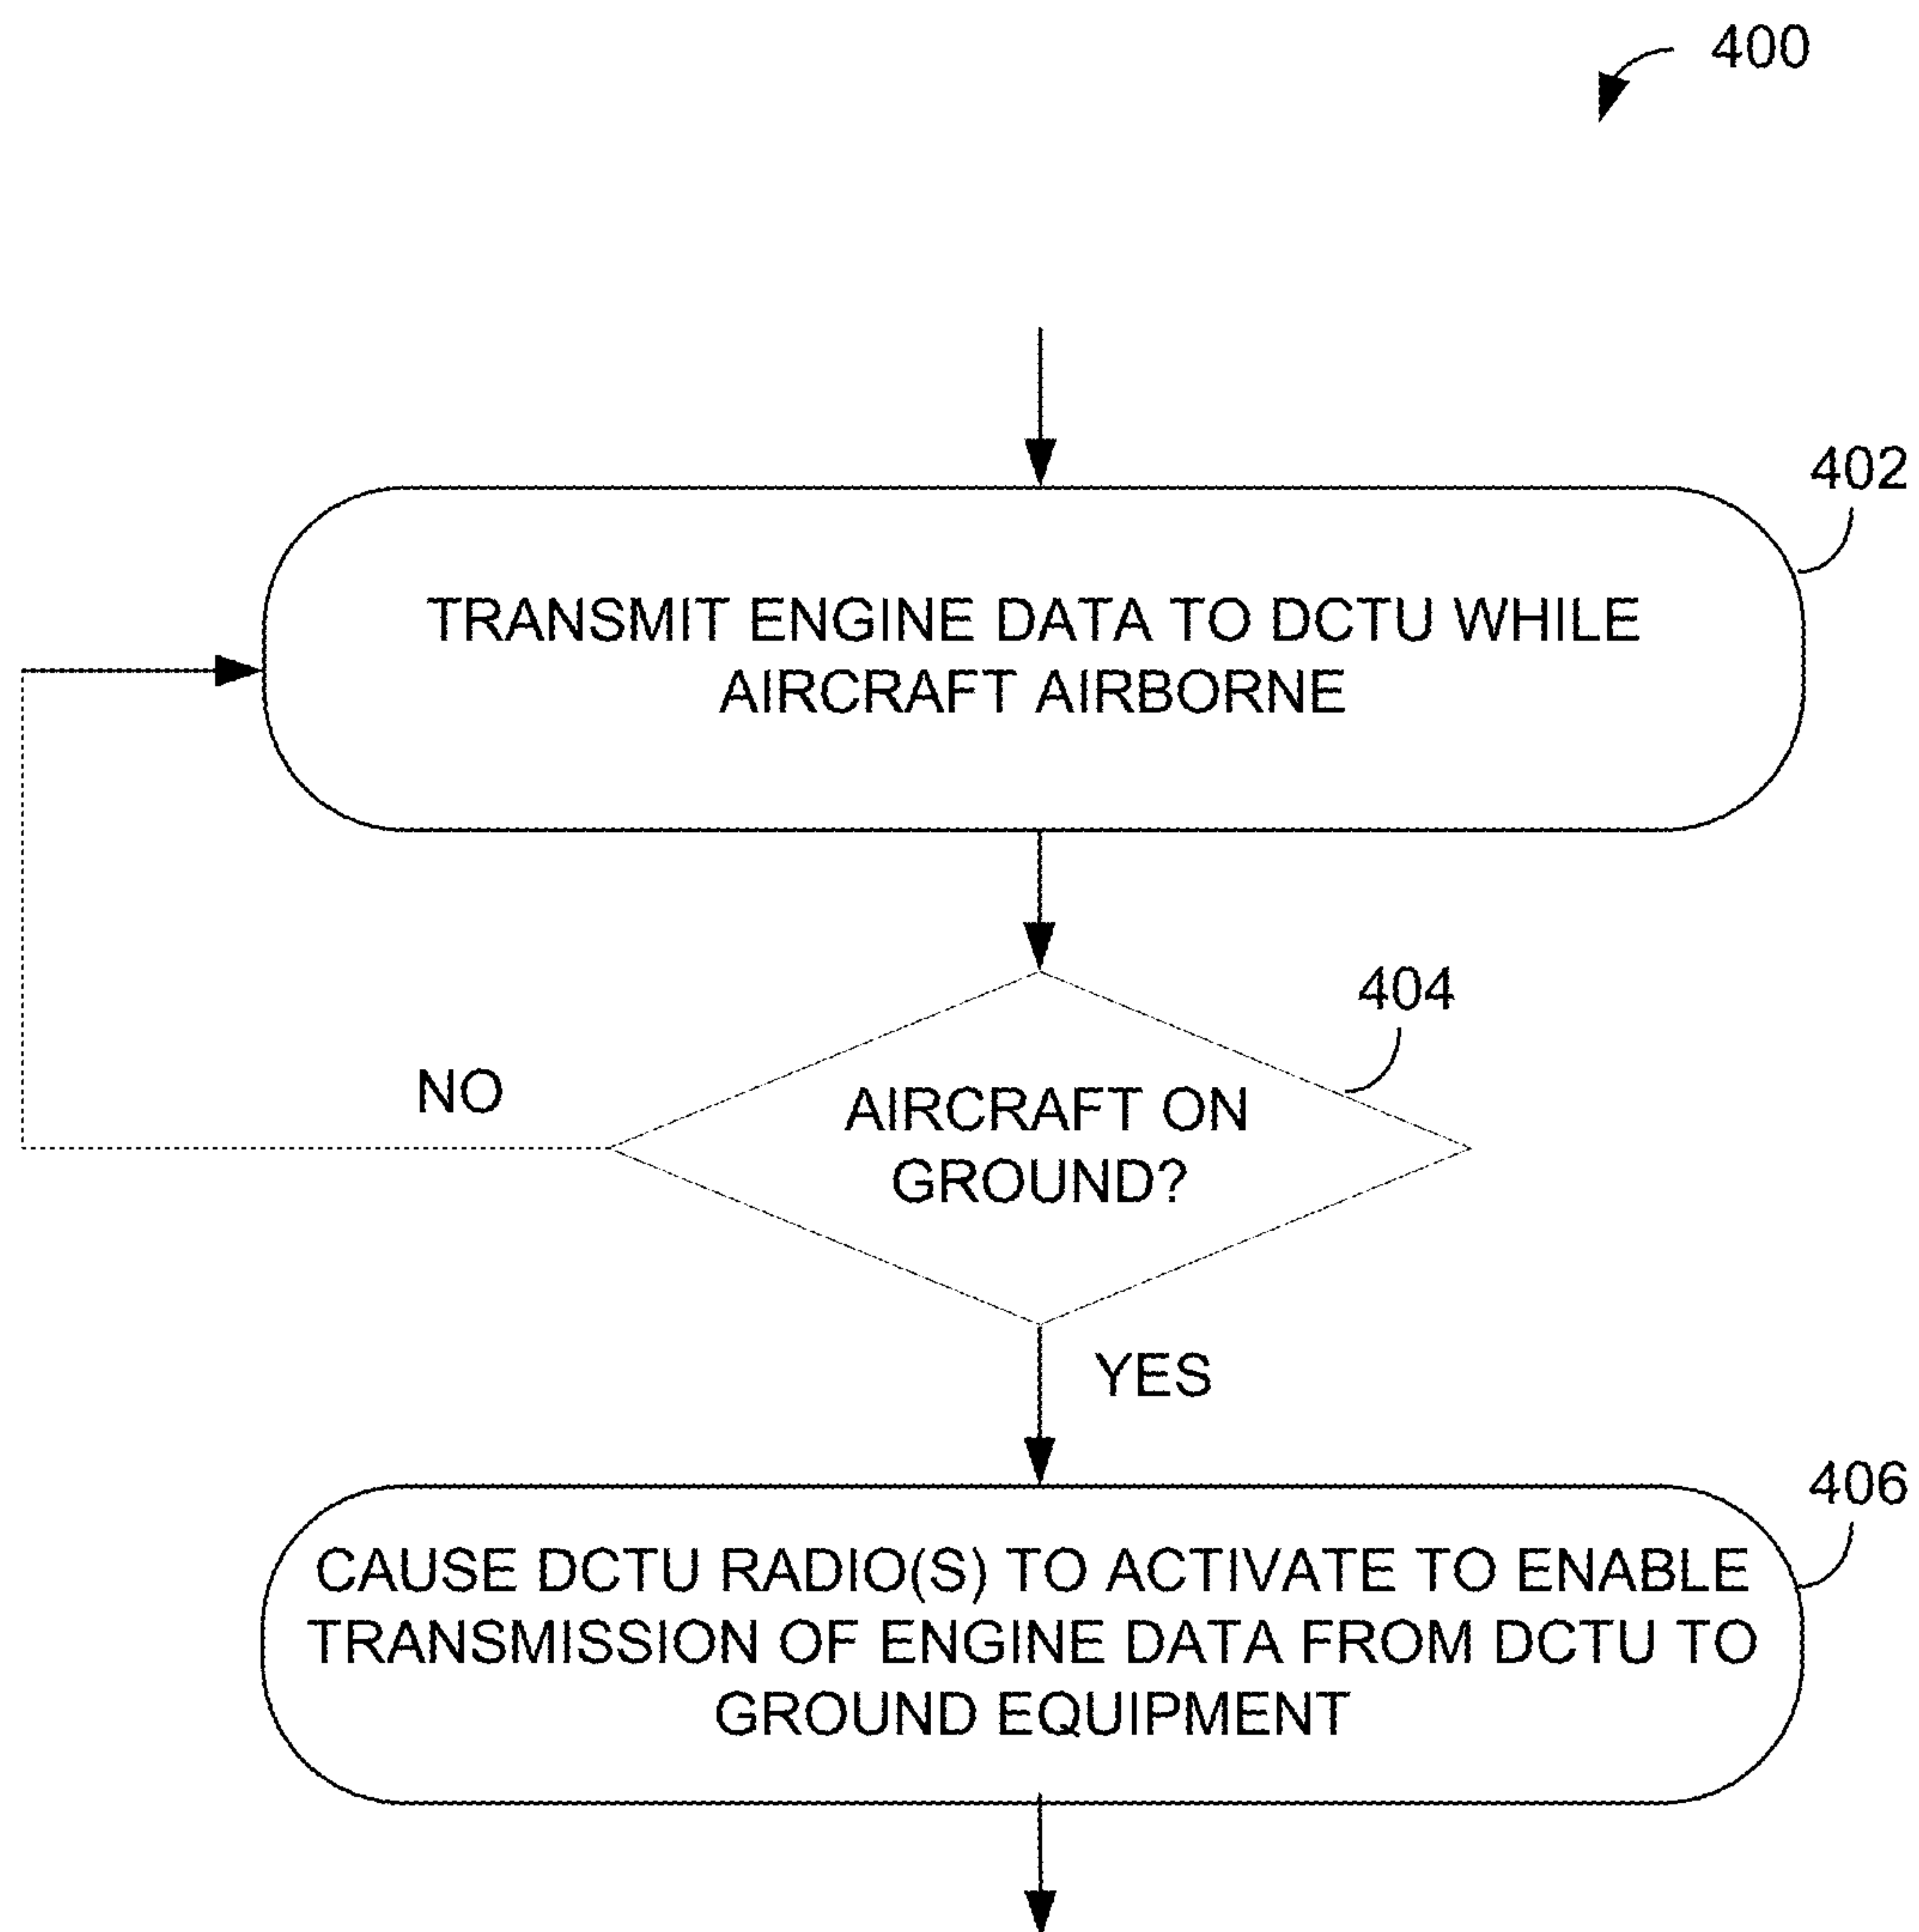 400
402
TRANSMIT ENGINE DATA TO DCTU WHILE
AIRCRAFT AIRBORNE
404
NO
AIRCRAFT ON
GROUND?
YES
406
CAUSE DCTU RADIO(S) TO ACTIVATE TO ENABLE
TRANSMISSION OF ENGINE DATA FROM DCTU TO
GROUND EQUIPMENT